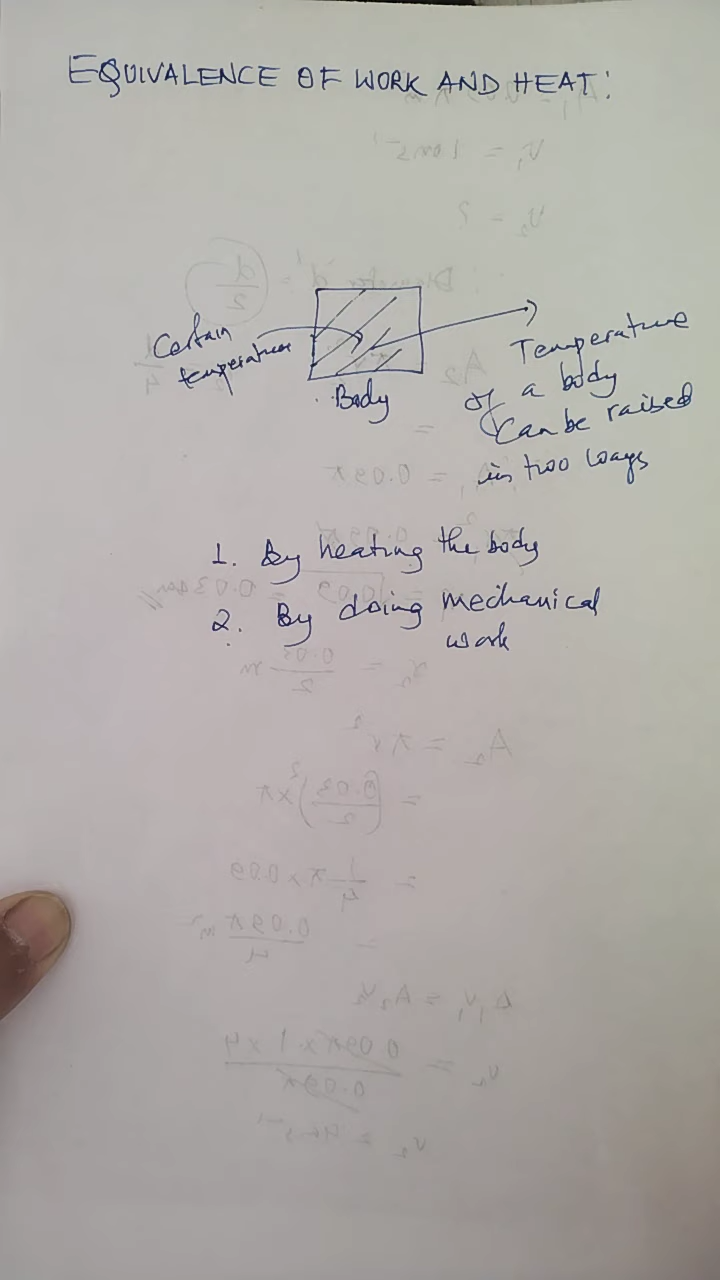 EQUIVALENCE OF WORK AND HEAT:
Certain
temperature
Body
Temperature
of a body
Can be raised
in two ways
1. By heating the body
2. By doing mechanical
work